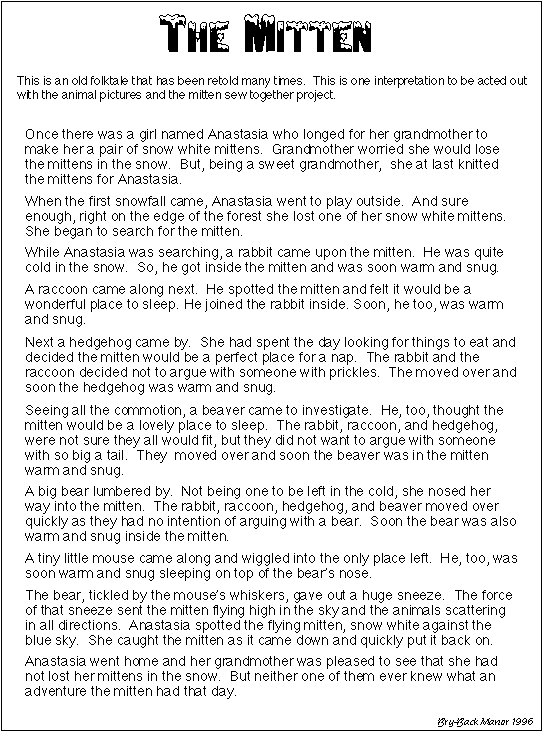 THE MITTEN
This is an old folktale that has been retold many times. This is one interpretation to be acted out
with the animal pictures and the mitten sew together project.
Once there was a girl named Anastasia who longed for her grandmother to
make her a pair of snow white mittens. Grandmother worried she would lose
the mittens in the snow. But, being a sweet grandmother, she at last knitted
the mittens for Anastasia.
When the first snowfall came, Anastasia went to play outside. And sure
enough, right on the edge of the forest she lost one of her snow white mittens.
She began to search for the mitten.
While Anastasia was searching, a rabbit came upon the mitten. He was quite
cold in the snow. So, he got inside the mitten and was soon warm and snug.
A raccoon came along next. He spotted the mitten and felt it would be a
wonderful place to sleep. He joined the rabbit inside. Soon, he too, was warm
and snug.
Next a hedgehog came by. She had spent the day looking for things to eat and
decided the mitten would be a perfect place for a nap. The rabbit and the
raccoon decided not to argue with someone with prickles. The moved over and
soon the hedgehog was warm and snug.
Seeing all the commotion, a beaver came to investigate. He, too, thought the
mitten would be a lovely place to sleep. The rabbit, raccoon, and hedgehog,
were not sure they all would fit, but they did not want to argue with someone
with so big a tail. They moved over and soon the beaver was in the mitten
warm and snug.
A big bear lumbered by. Not being one to be left in the cold, she nosed her
way into the mitten. The rabbit, raccoon, hedgehog, and beaver moved over
quickly as they had no intention of arguing with a bear. Soon the bear was also
warm and snug inside the mitten.
A tiny little mouse came along and wiggled into the only place left. He, too, was
soon warm and snug sleeping on top of the bear's nose.
The bear, tickled by the mouse's whiskers, gave out a huge sneeze. The force
of that sneeze sent the mitten flying high in the sky and the animals scattering
in all directions. Anastasia spotted the flying mitten, snow white against the
blue sky. She caught the mitten as it came down and quickly put it back on.
Anastasia went home and her grandmother was pleased to see that she had
not lost her mittens in the snow. But neither one of them ever knew what an
adventure the mitten had that day.
Bry-Back Manor 1996